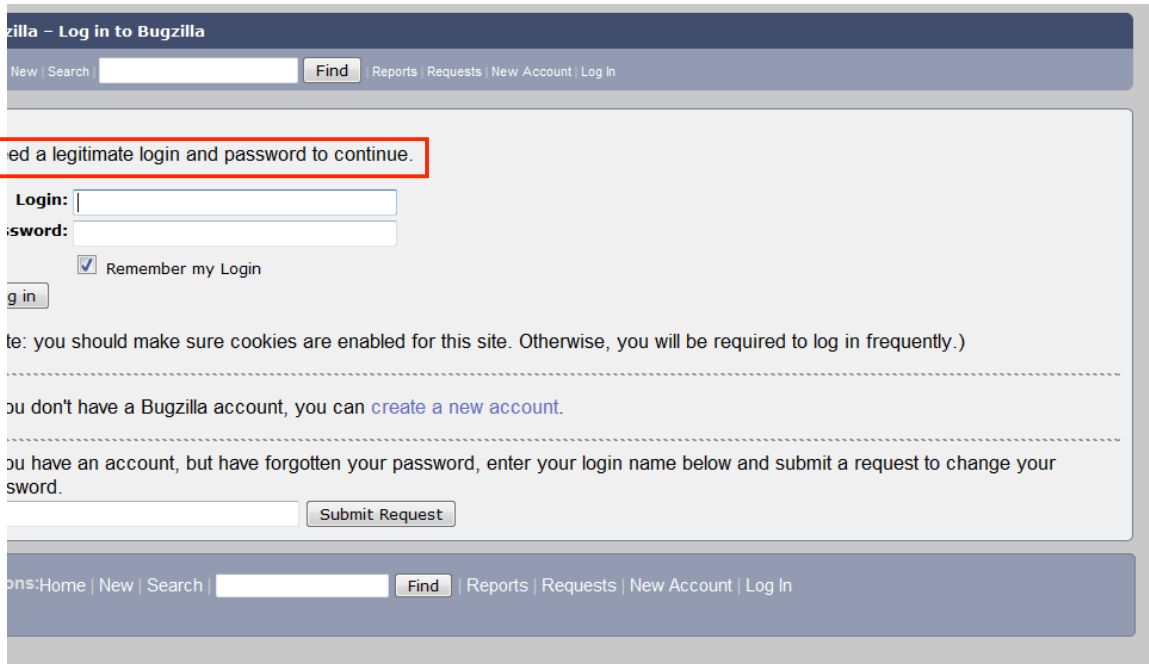 zilla – Log in to Bugzilla
New | Search | Find | Reports | Requests | New Account | Log In
ed a legitimate login and password to continue.
Login:
ssword:
Remember my Login
g in
te: you should make sure cookies are enabled for this site. Otherwise, you will be required to log in frequently.)
ou don't have a Bugzilla account, you can create a new account.
ou have an account, but have forgotten your password, enter your login name below and submit a request to change your
sword.
Submit Request
ons:Home | New | Search | Find | Reports | Requests | New Account | Log In